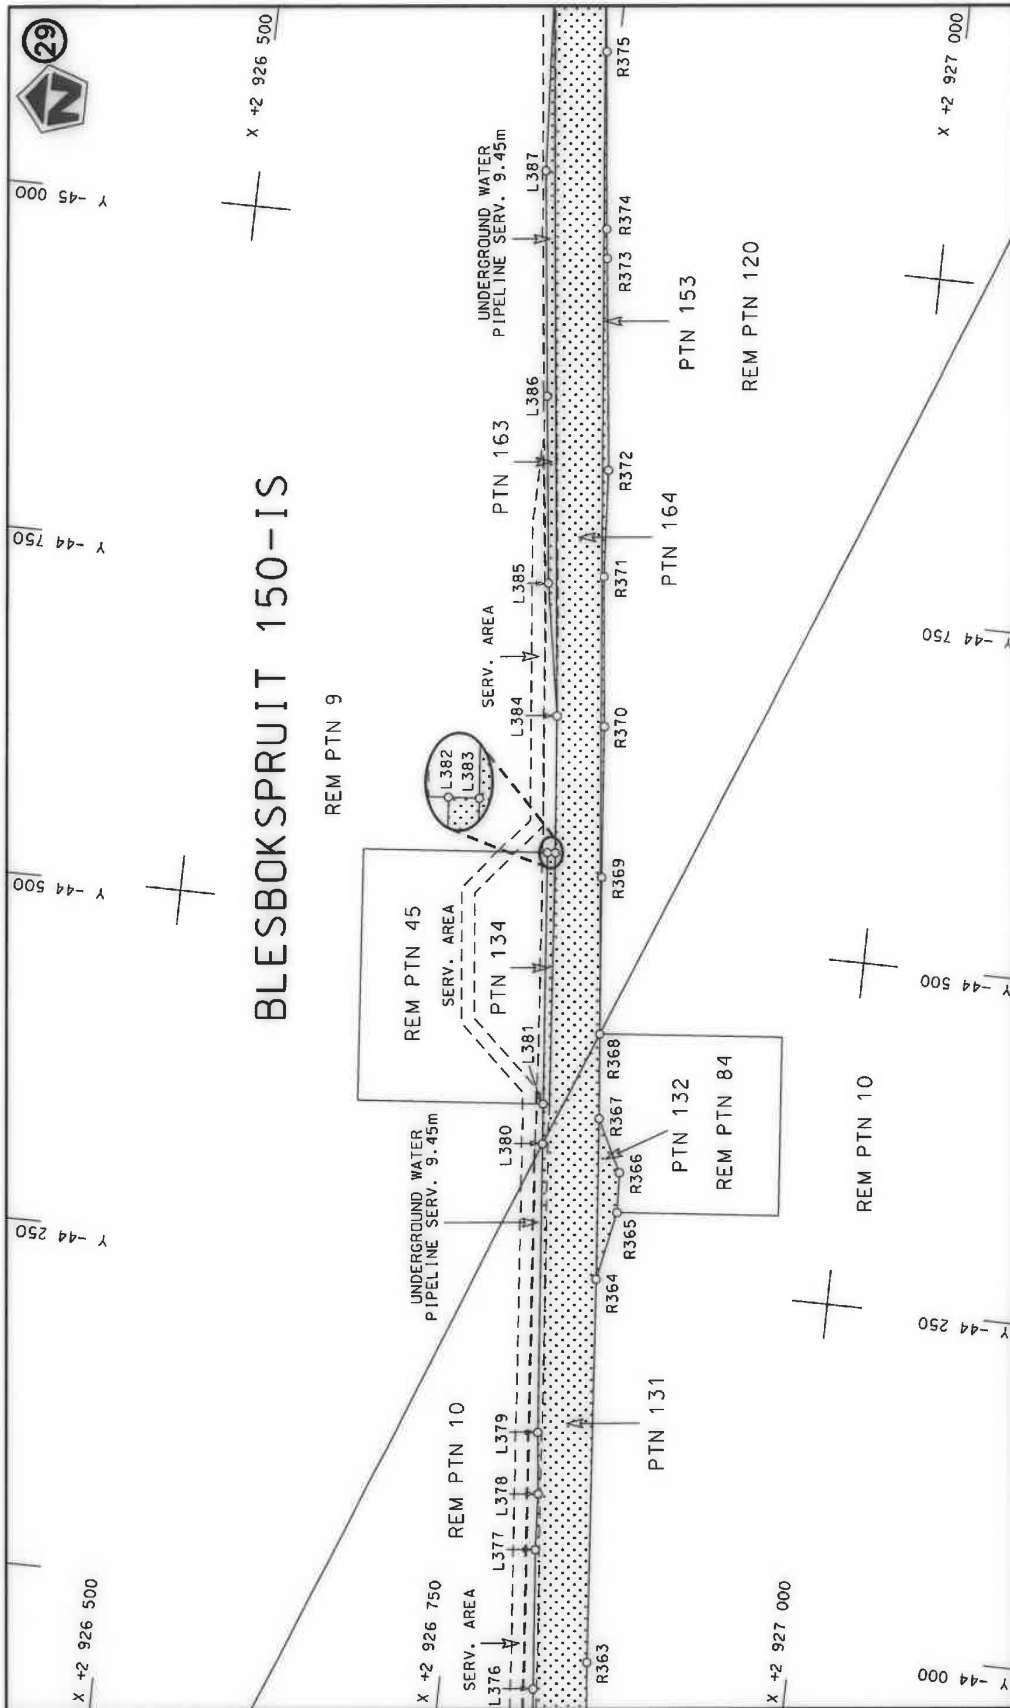 29
N
Y -45 000
X +2 926 500
Y -44 750
BLESBOKSPRUIT 150-IS
REM PTN 9
Y -44 500
Y -44 250
X +2 926 500
UNDERGROUND WATER
PIPELINE SERV. 9.45m
L387
L386
PTN 163
L385
SERV. AREA
L384
L382
L383
REM PTN 45
SERV. AREA
PTN 134
L381
L380
UNDERGROUND WATER
PIPELINE SERV. 9.45m
REM PTN 10
L379
L378
L377
X +2 926 750
SERV. AREA
L376
R375
R374
R373
PTN 153
REM PTN 120
R372
PTN 164
R371
R370
R369
R368
R367
PTN 132
REM PTN 84
R366
R365
R364
REM PTN 10
PTN 131
R363
X +2 927 000
Y -44 750
Y -44 500
Y -44 250
X +2 927 000
Y -44 000